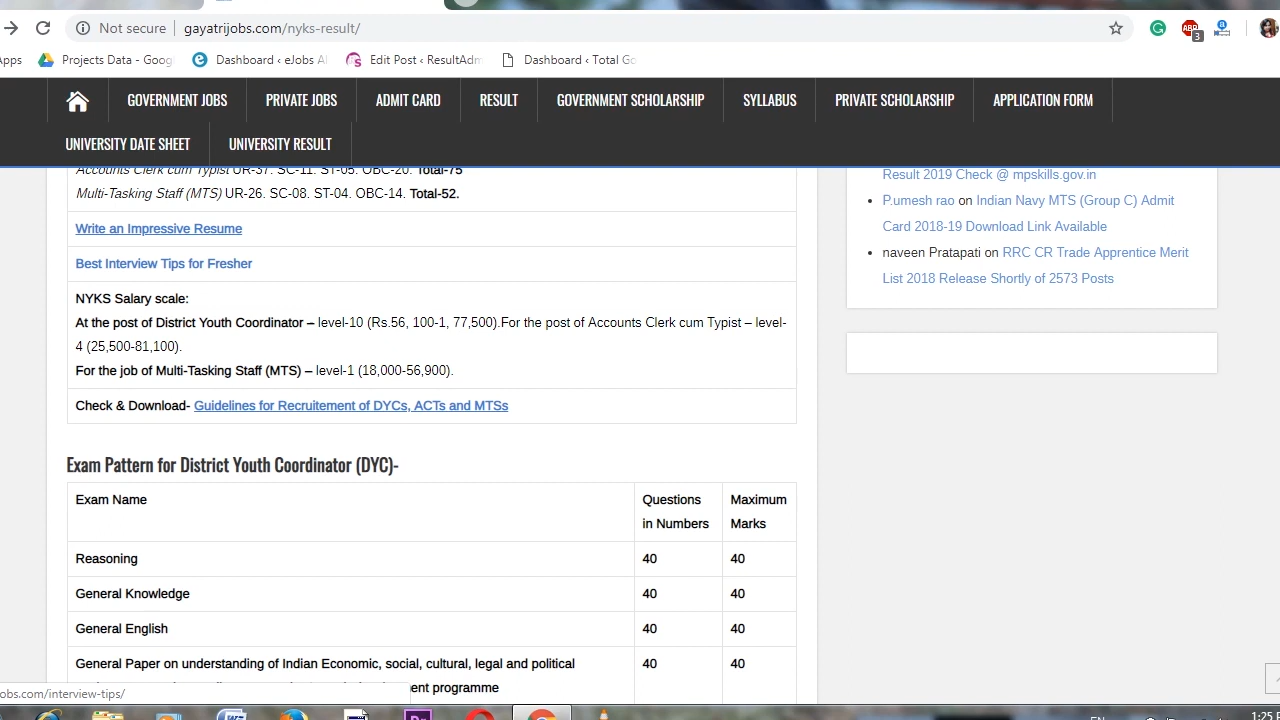 Not secure | gayatrijobs.com/nyks-result/
ABP
3
a
Apps Projects Data - Goog Dashboard ‹ eJobs Al Edit Post ‹ ResultAdm Dashboard ‹ Total Go
GOVERNMENT JOBS PRIVATE JOBS ADMIT CARD RESULT GOVERNMENT SCHOLARSHIP SYLLABUS PRIVATE SCHOLARSHIP APPLICATION FORM
UNIVERSITY DATE SHEET UNIVERSITY RESULT
Accounts Clerk cum Typist UR-37. SC-11. ST-05. OBC-20. Total-75
Multi-Tasking Staff (MTS) UR-26. SC-08. ST-04. OBC-14. Total-52.
Write an Impressive Resume
Best Interview Tips for Fresher
NYKS Salary scale:
At the post of District Youth Coordinator – level-10 (Rs.56, 100-1, 77,500).For the post of Accounts Clerk cum Typist – level-
4 (25,500-81,100).
For the job of Multi-Tasking Staff (MTS) – level-1 (18,000-56,900).
Check & Download- Guidelines for Recruitement of DYCs, ACTs and MTSs
Exam Pattern for District Youth Coordinator (DYC)-
Exam Name Questions Maximum
in Numbers Marks
Reasoning 40 40
General Knowledge 40 40
General English 40 40
General Paper on understanding of Indian Economic, social, cultural, legal and political 40 40
ent programme
Result 2019 Check @ mpskills.gov.in
P.umesh rao on Indian Navy MTS (Group C) Admit
Card 2018-19 Download Link Available
naveen Pratapati on RRC CR Trade Apprentice Merit
List 2018 Release Shortly of 2573 Posts
obs.com/interview-tips/
EN
1:25